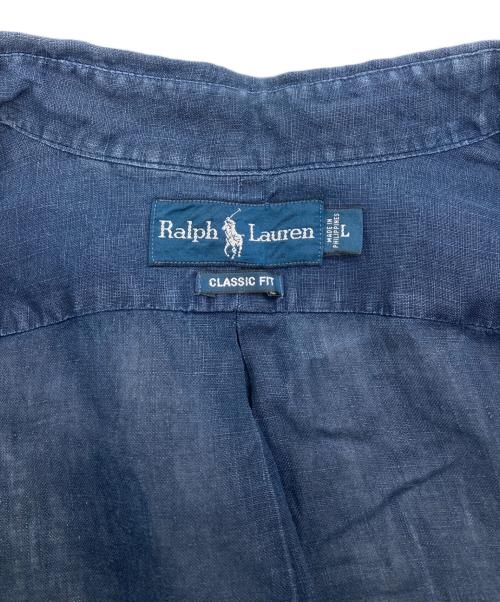 Ralph Lauren
L
MADE IN
PHILIPPINES
CLASSIC FIT